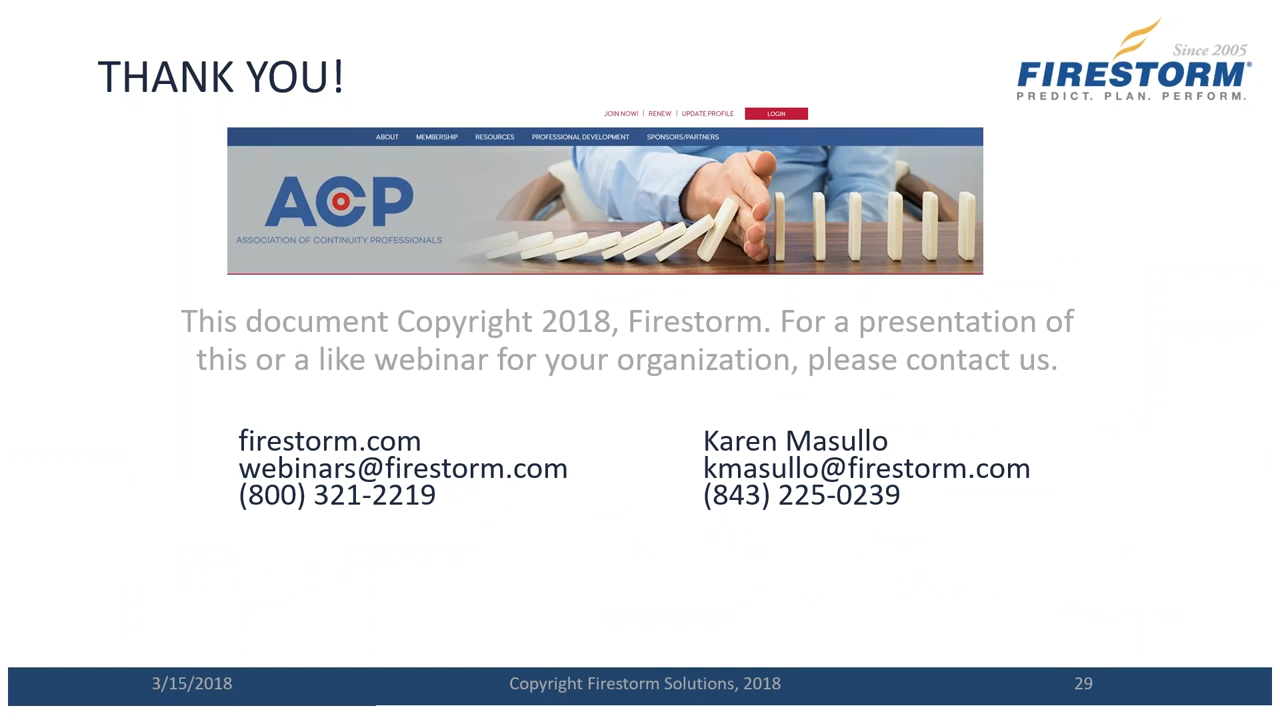 THANK YOU!
Since 2005
FIRESTORM®
PREDICT. PLAN. PERFORM.
JOIN NOW! | RENEW | UPDATE PROFILE LOGIN
ABOUT MEMBERSHIP RESOURCES PROFESSIONAL DEVELOPMENT SPONSORS/PARTNERS
ACP
ASSOCIATION OF CONTINUITY PROFESSIONALS
This document Copyright 2018, Firestorm. For a presentation of
this or a like webinar for your organization, please contact us.
firestorm.com
webinars@firestorm.com
(800) 321-2219
Karen Masullo
kmasullo@firestorm.com
(843) 225-0239
3/15/2018 Copyright Firestorm Solutions, 2018 29